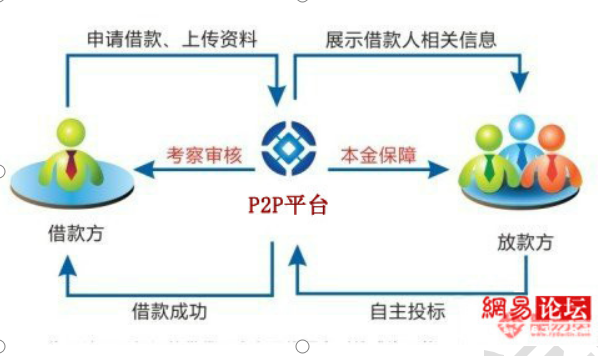 申请借款、上传资料
展示借款人相关信息
考察审核
本金保障
P2P平台
借款方
放款方
借款成功
自主投标
網易论坛